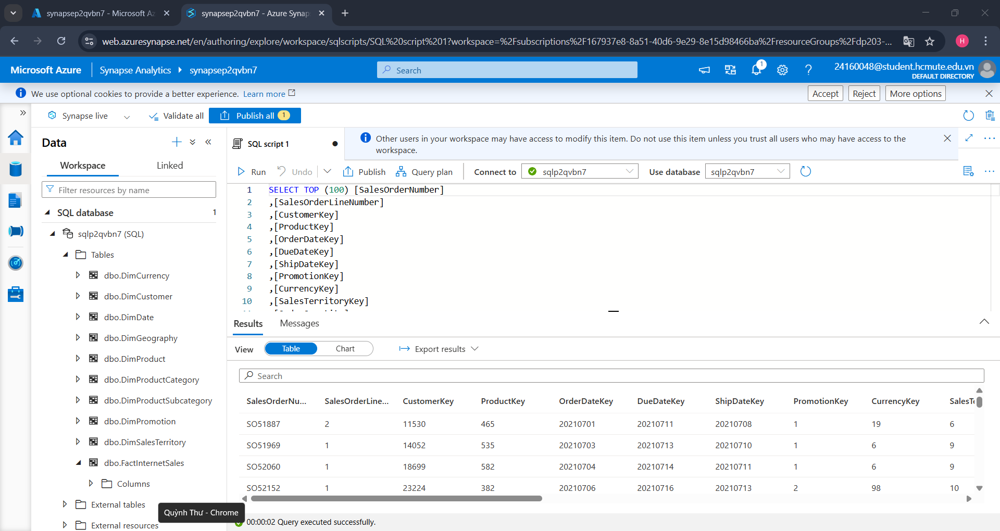 synapsep2qvbn7 - Microsoft Az
synapsep2qvbn7 - Azure Synap
web.azuresynapse.net/en/authoring/explore/workspace/sqlscripts/SQL%20script%201?workspace=%2Fsubscriptions%2F167937e8-8a51-40d6-9e29-8e15d98466ba%2FresourceGroups%2Fdp203-...
H
Microsoft Azure
Synapse Analytics
synapsep2qvbn7
Search
1
24160048@student.hcmute.edu.vn
DEFAULT DIRECTORY
We use optional cookies to provide a better experience. Learn more
Accept
Reject
More options
Synapse live
Validate all
Publish all 1
Data
Workspace
Linked
Filter resources by name
SQL database 1
sqlp2qvbn7 (SQL)
Tables
dbo.DimCurrency
dbo.DimCustomer
dbo.DimDate
dbo.DimGeography
dbo.DimProduct
dbo.DimProductCategory
dbo.DimProductSubcategory
dbo.DimPromotion
dbo.DimSalesTerritory
dbo.FactInternetSales
Columns
External tables
External resources
Quỳnh Thư - Chrome
SQL script 1
Other users in your workspace may have access to modify this item. Do not use this item unless you trust all users who may have access to the
workspace.
Run
Undo
Publish
Query plan
Connect to
sqlp2qvbn7
Use database
sqlp2qvbn7
1 SELECT TOP (100) [SalesOrderNumber]
2 ,[SalesOrderLineNumber]
3 ,[CustomerKey]
4 ,[ProductKey]
5 ,[OrderDateKey]
6 ,[DueDateKey]
7 ,[ShipDateKey]
8 ,[PromotionKey]
9 ,[CurrencyKey]
10 ,[SalesTerritoryKey]
Results
Messages
View
Table
Chart
Export results
Search
SalesOrderNu... SalesOrderLine... CustomerKey ProductKey OrderDateKey DueDateKey ShipDateKey PromotionKey CurrencyKey SalesTe
SO51887 2 11530 465 20210701 20210711 20210708 1 19 6
SO51969 1 14052 535 20210703 20210713 20210710 1 6 9
SO52060 1 18699 582 20210704 20210714 20210711 1 6 9
SO52152 1 23224 382 20210706 20210716 20210713 2 98 10
00:00:02 Query executed successfully.